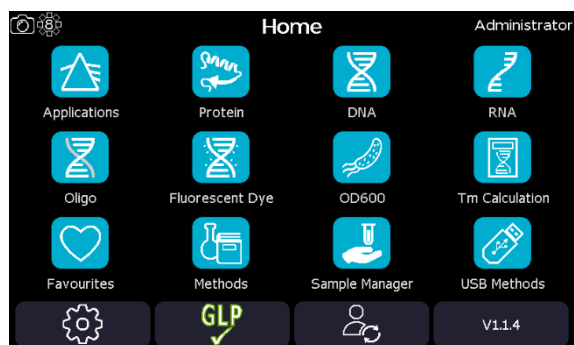 8
Home
Administrator
Applications
Protein
DNA
RNA
Oligo
Fluorescent Dye
OD600
Tm Calculation
Favourites
Methods
Sample Manager
USB Methods
GLP
V1.1.4